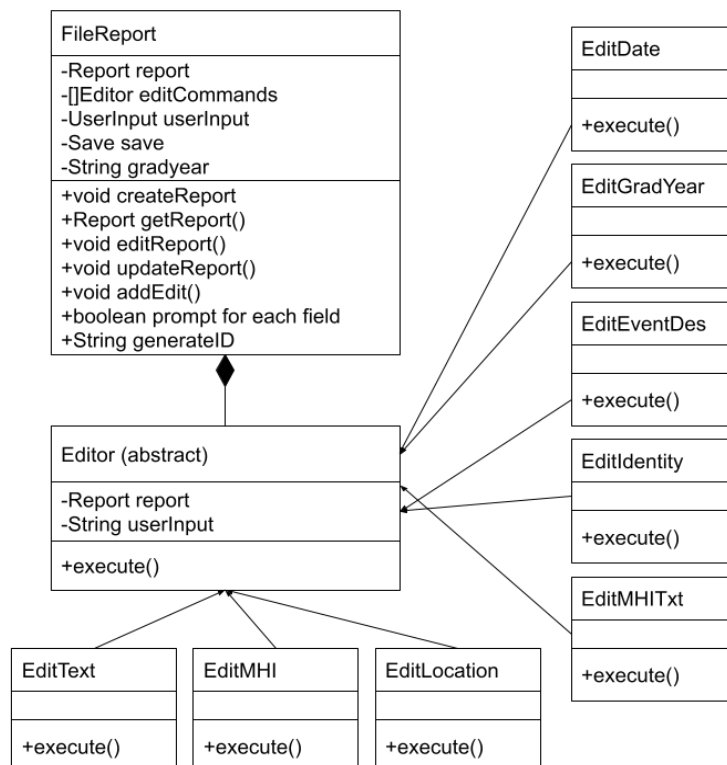 FileReport
-Report report
-[]Editor editCommands
-UserInput userInput
-Save save
-String gradyear
+void createReport
+Report getReport()
+void editReport()
+void updateReport()
+void addEdit()
+boolean prompt for each field
+String generateID
Editor (abstract)
-Report report
-String userInput
+execute()
EditText
+execute()
EditMHI
+execute()
EditLocation
+execute()
EditDate
+execute()
EditGradYear
+execute()
EditEventDes
+execute()
EditIdentity
+execute()
EditMHITxt
+execute()